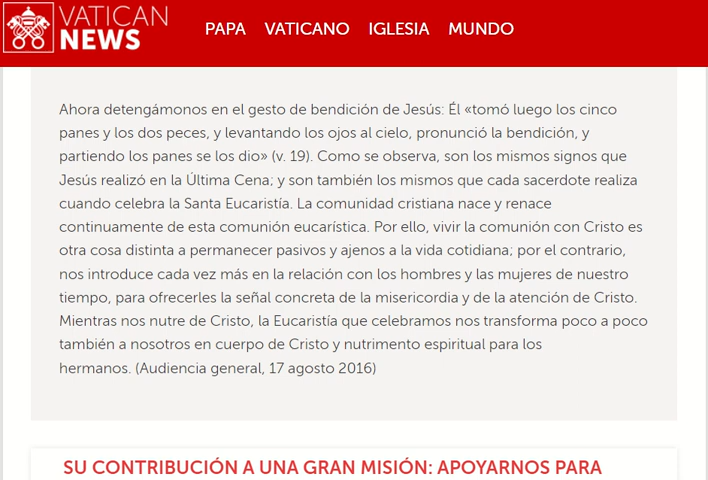 VATICAN
NEWS
PAPA VATICANO IGLESIA MUNDO
Ahora detengámonos en el gesto de bendición de Jesús: Él «tomó luego los cinco
panes y los dos peces, y levantando los ojos al cielo, pronunció la bendición, y
partiendo los panes se los dio» (v. 19). Como se observa, son los mismos signos que
Jesús realizó en la Última Cena; y son también los mismos que cada sacerdote realiza
cuando celebra la Santa Eucaristía. La comunidad cristiana nace y renace
continuamente de esta comunión eucarística. Por ello, vivir la comunión con Cristo es
otra cosa distinta a permanecer pasivos y ajenos a la vida cotidiana; por el contrario,
nos introduce cada vez más en la relación con los hombres y las mujeres de nuestro
tiempo, para ofrecerles la señal concreta de la misericordia y de la atención de Cristo.
Mientras nos nutre de Cristo, la Eucaristía que celebramos nos transforma poco a poco
también a nosotros en cuerpo de Cristo y nutrimento espiritual para los
hermanos. (Audiencia general, 17 agosto 2016)
SU CONTRIBUCIÓN A UNA GRAN MISIÓN: APOYARNOS PARA